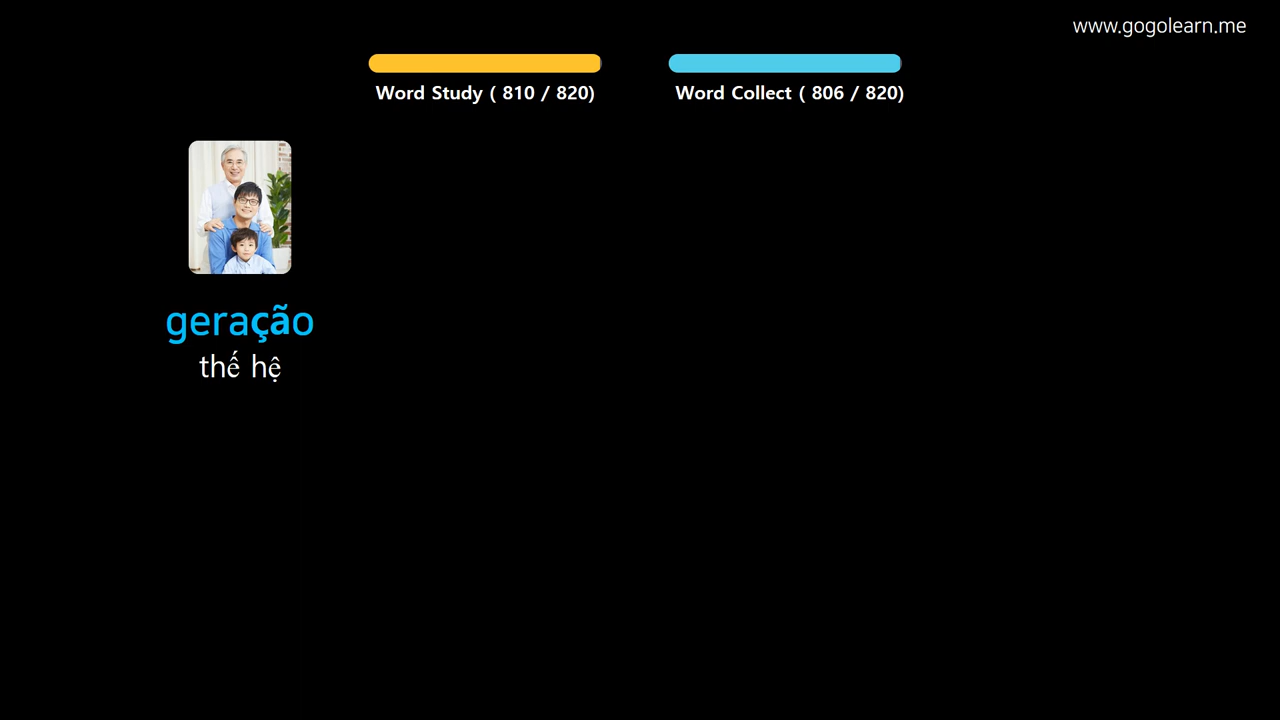 www.gogolearn.me
Word Study ( 810 / 820)
Word Collect ( 806 / 820)
geração
thế hệ